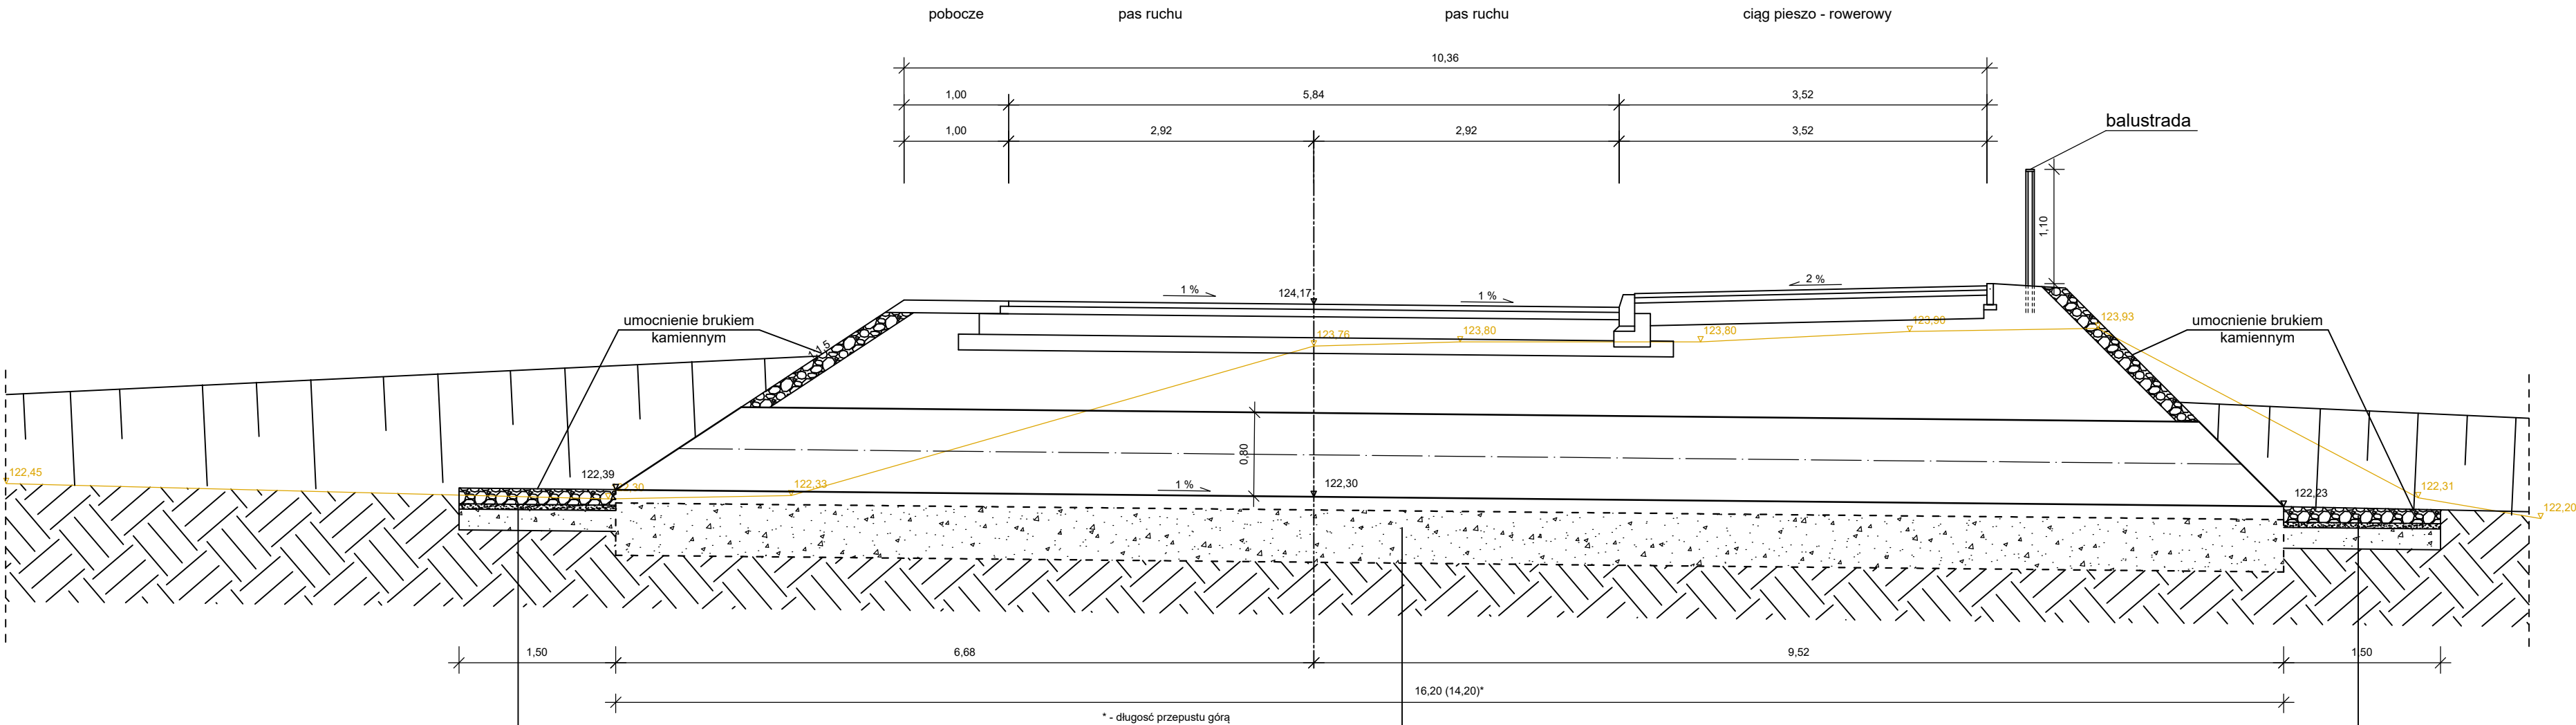 pobocze pas ruchu pas ruchu ciąg pieszo - rowerowy
10,36
1,00 5,84 3,52
1,00 2,92 2,92 3,52
balustrada
1,10
1 % 124,17 1 % 2 %
umocnienie brukiem
kamiennym
1:1,5
123,76 123,80 123,80 123,90 123,93
umocnienie brukiem
kamiennym
0,80
122,45 122,39 122,30 122,33 1 % 122,30 122,23 122,31 122,20
1,50 6,68 9,52 1,50
16,20 (14,20)*
* - długosć przepustu górą